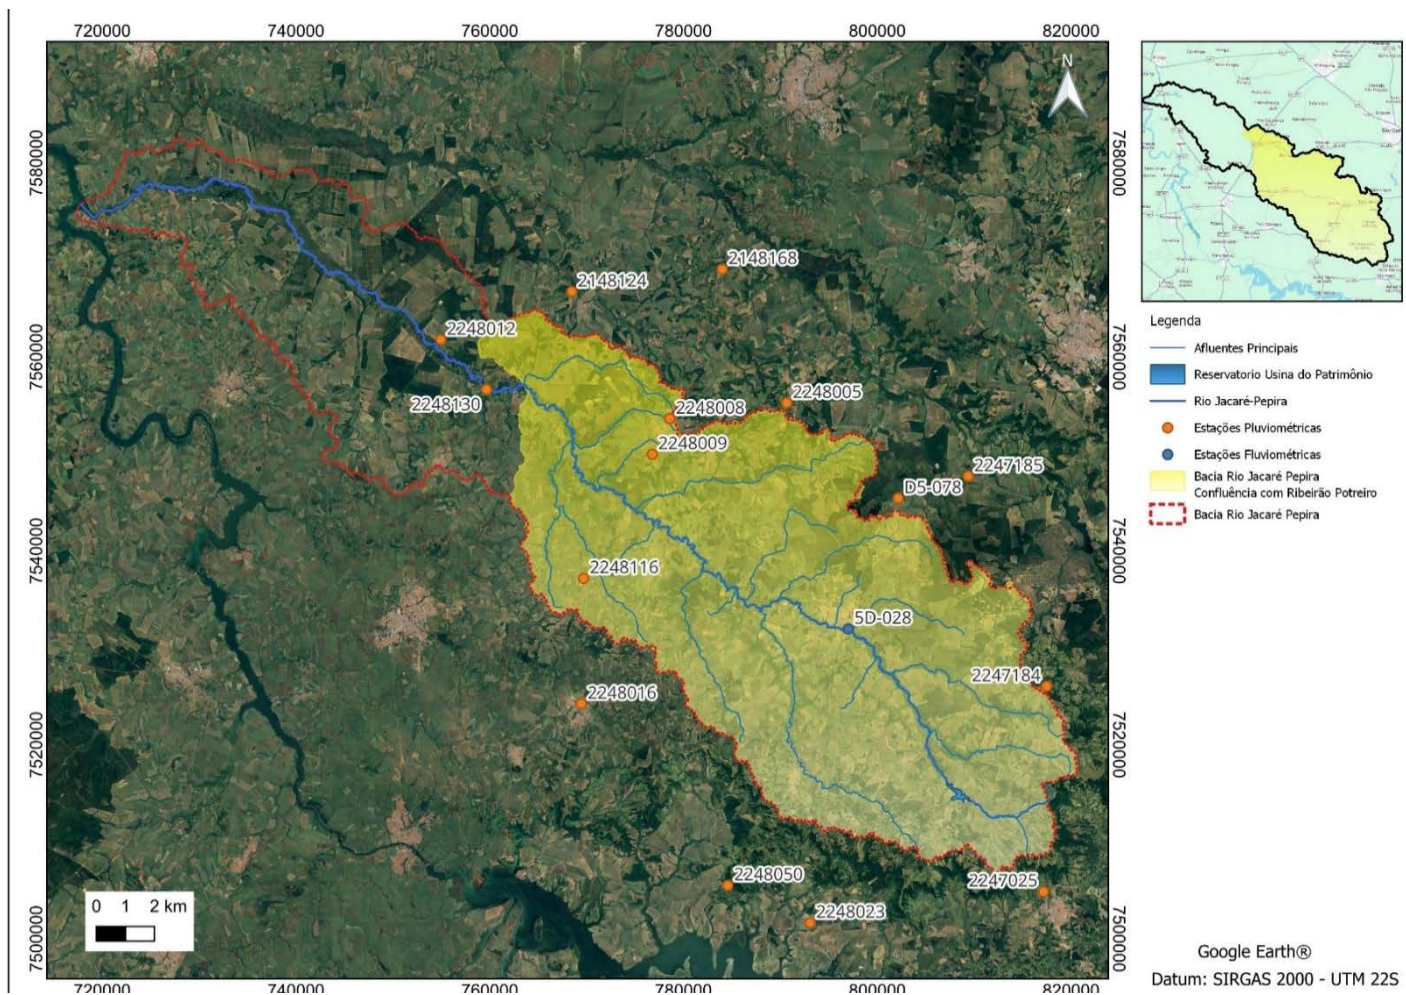 720000
740000
760000
780000
800000
820000
N
7580000
7580000
2148168
2148124
2248012
7560000
7560000
2248130
2248005
2248008
2248009
2247185
D5-078
7540000
7540000
2248116
5D-028
2247184
2248016
7520000
7520000
2248050
2247025
2248023
7500000
7500000
0 1 2 km
720000
740000
760000
780000
800000
820000
Legenda
Afluentes Principais
Reservatorio Usina do Patrimônio
Rio Jacaré-Pepira
Estações Pluviométricas
Estações Fluviométricas
Bacia Rio Jacaré Pepira
Confluência com Ribeirão Potreiro
Bacia Rio Jacaré Pepira
Google Earth®
Datum: SIRGAS 2000 - UTM 22S